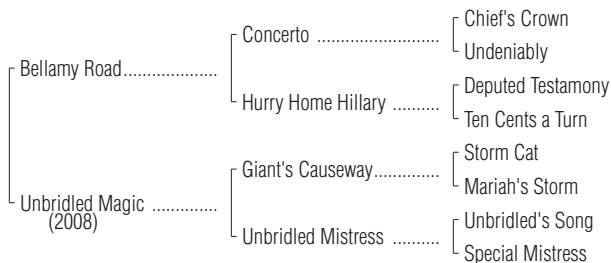 Chief's Crown
Concerto ........................
Undeniably
Bellamy Road....................
Deputed Testamony
Hurry Home Hillary ..........
Ten Cents a Turn
Storm Cat
Giant's Causeway..............
Mariah's Storm
Unbridled Magic ..............
(2008)
Unbridled's Song
Unbridled Mistress ..........
Special Mistress